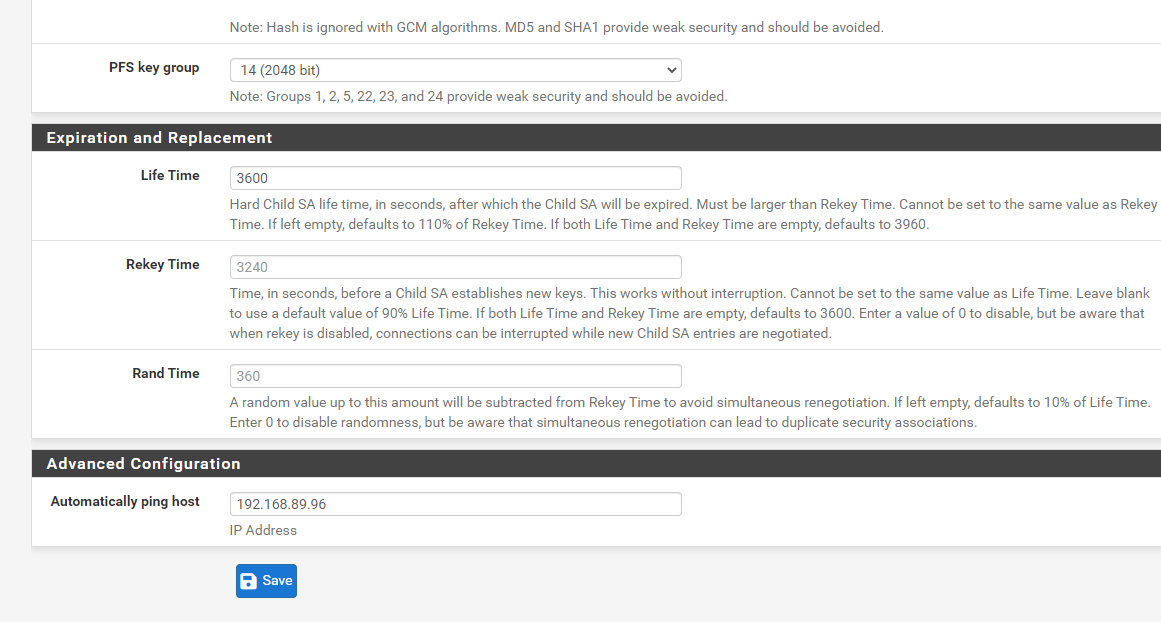 Note: Hash is ignored with GCM algorithms. MD5 and SHA1 provide weak security and should be avoided.
PFS key group
14 (2048 bit)
Note: Groups 1, 2, 5, 22, 23, and 24 provide weak security and should be avoided.
Expiration and Replacement
Life Time
3600
Hard Child SA life time, in seconds, after which the Child SA will be expired. Must be larger than Rekey Time. Cannot be set to the same value as Rekey
Time. If left empty, defaults to 110% of Rekey Time. If both Life Time and Rekey Time are empty, defaults to 3960.
Rekey Time
3240
Time, in seconds, before a Child SA establishes new keys. This works without interruption. Cannot be set to the same value as Life Time. Leave blank
to use a default value of 90% Life Time. If both Life Time and Rekey Time are empty, defaults to 3600. Enter a value of 0 to disable, but be aware that
when rekey is disabled, connections can be interrupted while new Child SA entries are negotiated.
Rand Time
360
A random value up to this amount will be subtracted from Rekey Time to avoid simultaneous renegotiation. If left empty, defaults to 10% of Life Time.
Enter 0 to disable randomness, but be aware that simultaneous renegotiation can lead to duplicate security associations.
Advanced Configuration
Automatically ping host
192.168.89.96
IP Address
Save